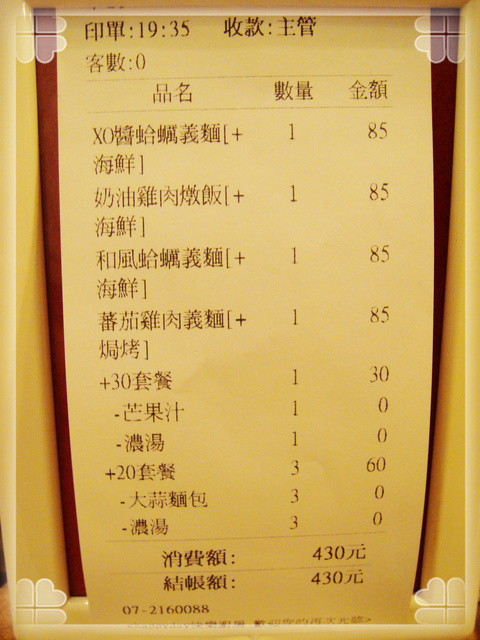 印單:19:35 收款:主管
客數:0
品名 數量 金額
XO醬蛤蠣義麵[+ 1 85
海鮮]
奶油雞肉燉飯[+ 1 85
海鮮]
和風蛤蠣義麵[+ 1 85
海鮮]
蕃茄雞肉義麵[+ 1 85
焗烤]
+30套餐 1 30
-芒果汁 1 0
-濃湯 1 0
+20套餐 3 60
-大蒜麵包 3 0
-濃湯 3 0
消費額: 430元
結帳額: 430元
07-2160088